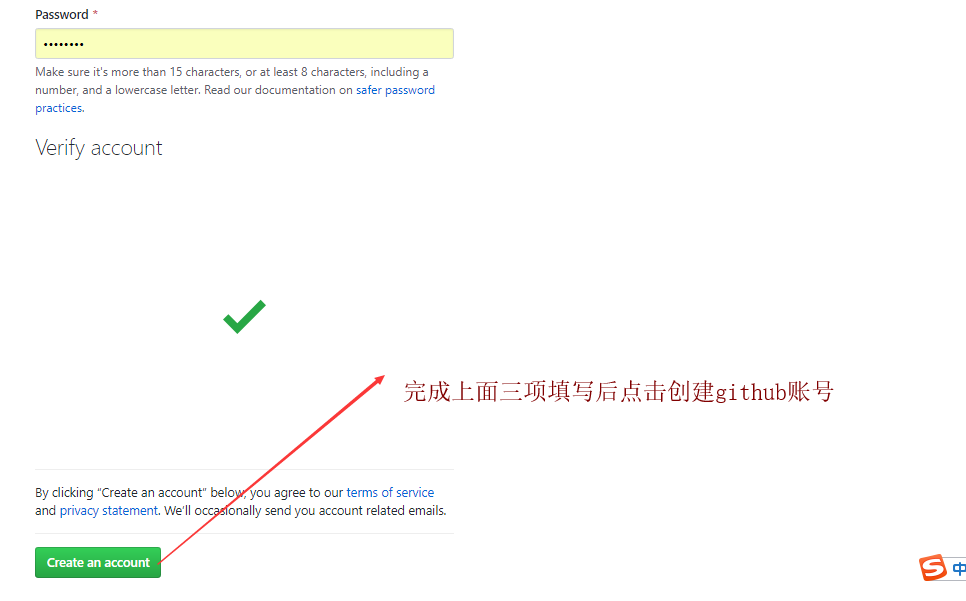 Password *
••••••••
Make sure it's more than 15 characters, or at least 8 characters, including a
number, and a lowercase letter. Read our documentation on safer password
practices.
Verify account
完成上面三项填写后点击创建github账号
By clicking “Create an account” below, you agree to our terms of service
and privacy statement. We’ll occasionally send you account related emails.
Create an account
S 中